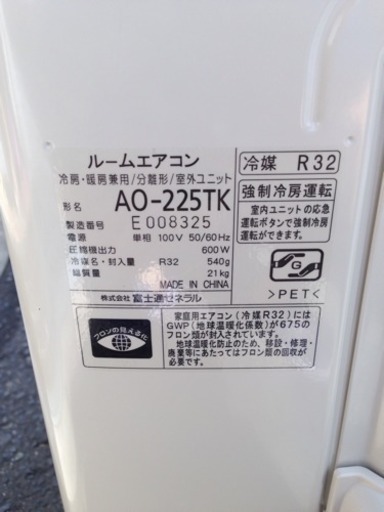 ルームエアコン
冷房・暖房兼用/分離形/室外ユニット
形名 AO-225TK
製造番号 E008325
電源 単相 100V 50/60Hz
圧縮機出力 600W
冷媒名・封入量 R32 540g
総質量 21kg
MADE IN CHINA
株式会社 富士通ゼネラル
冷媒 R32
強制冷房運転
室内ユニットの応急
運転ボタンで強制冷房
運転ができます。
G
>PET<
フロンの見える化
家庭用エアコン(冷媒R32)には
GWP(地球温暖化係数)が675の
フロン類が封入されています。
地球温暖化防止のため、移設・修理・
廃棄等にあたってはフロン類の回収が
必要です。